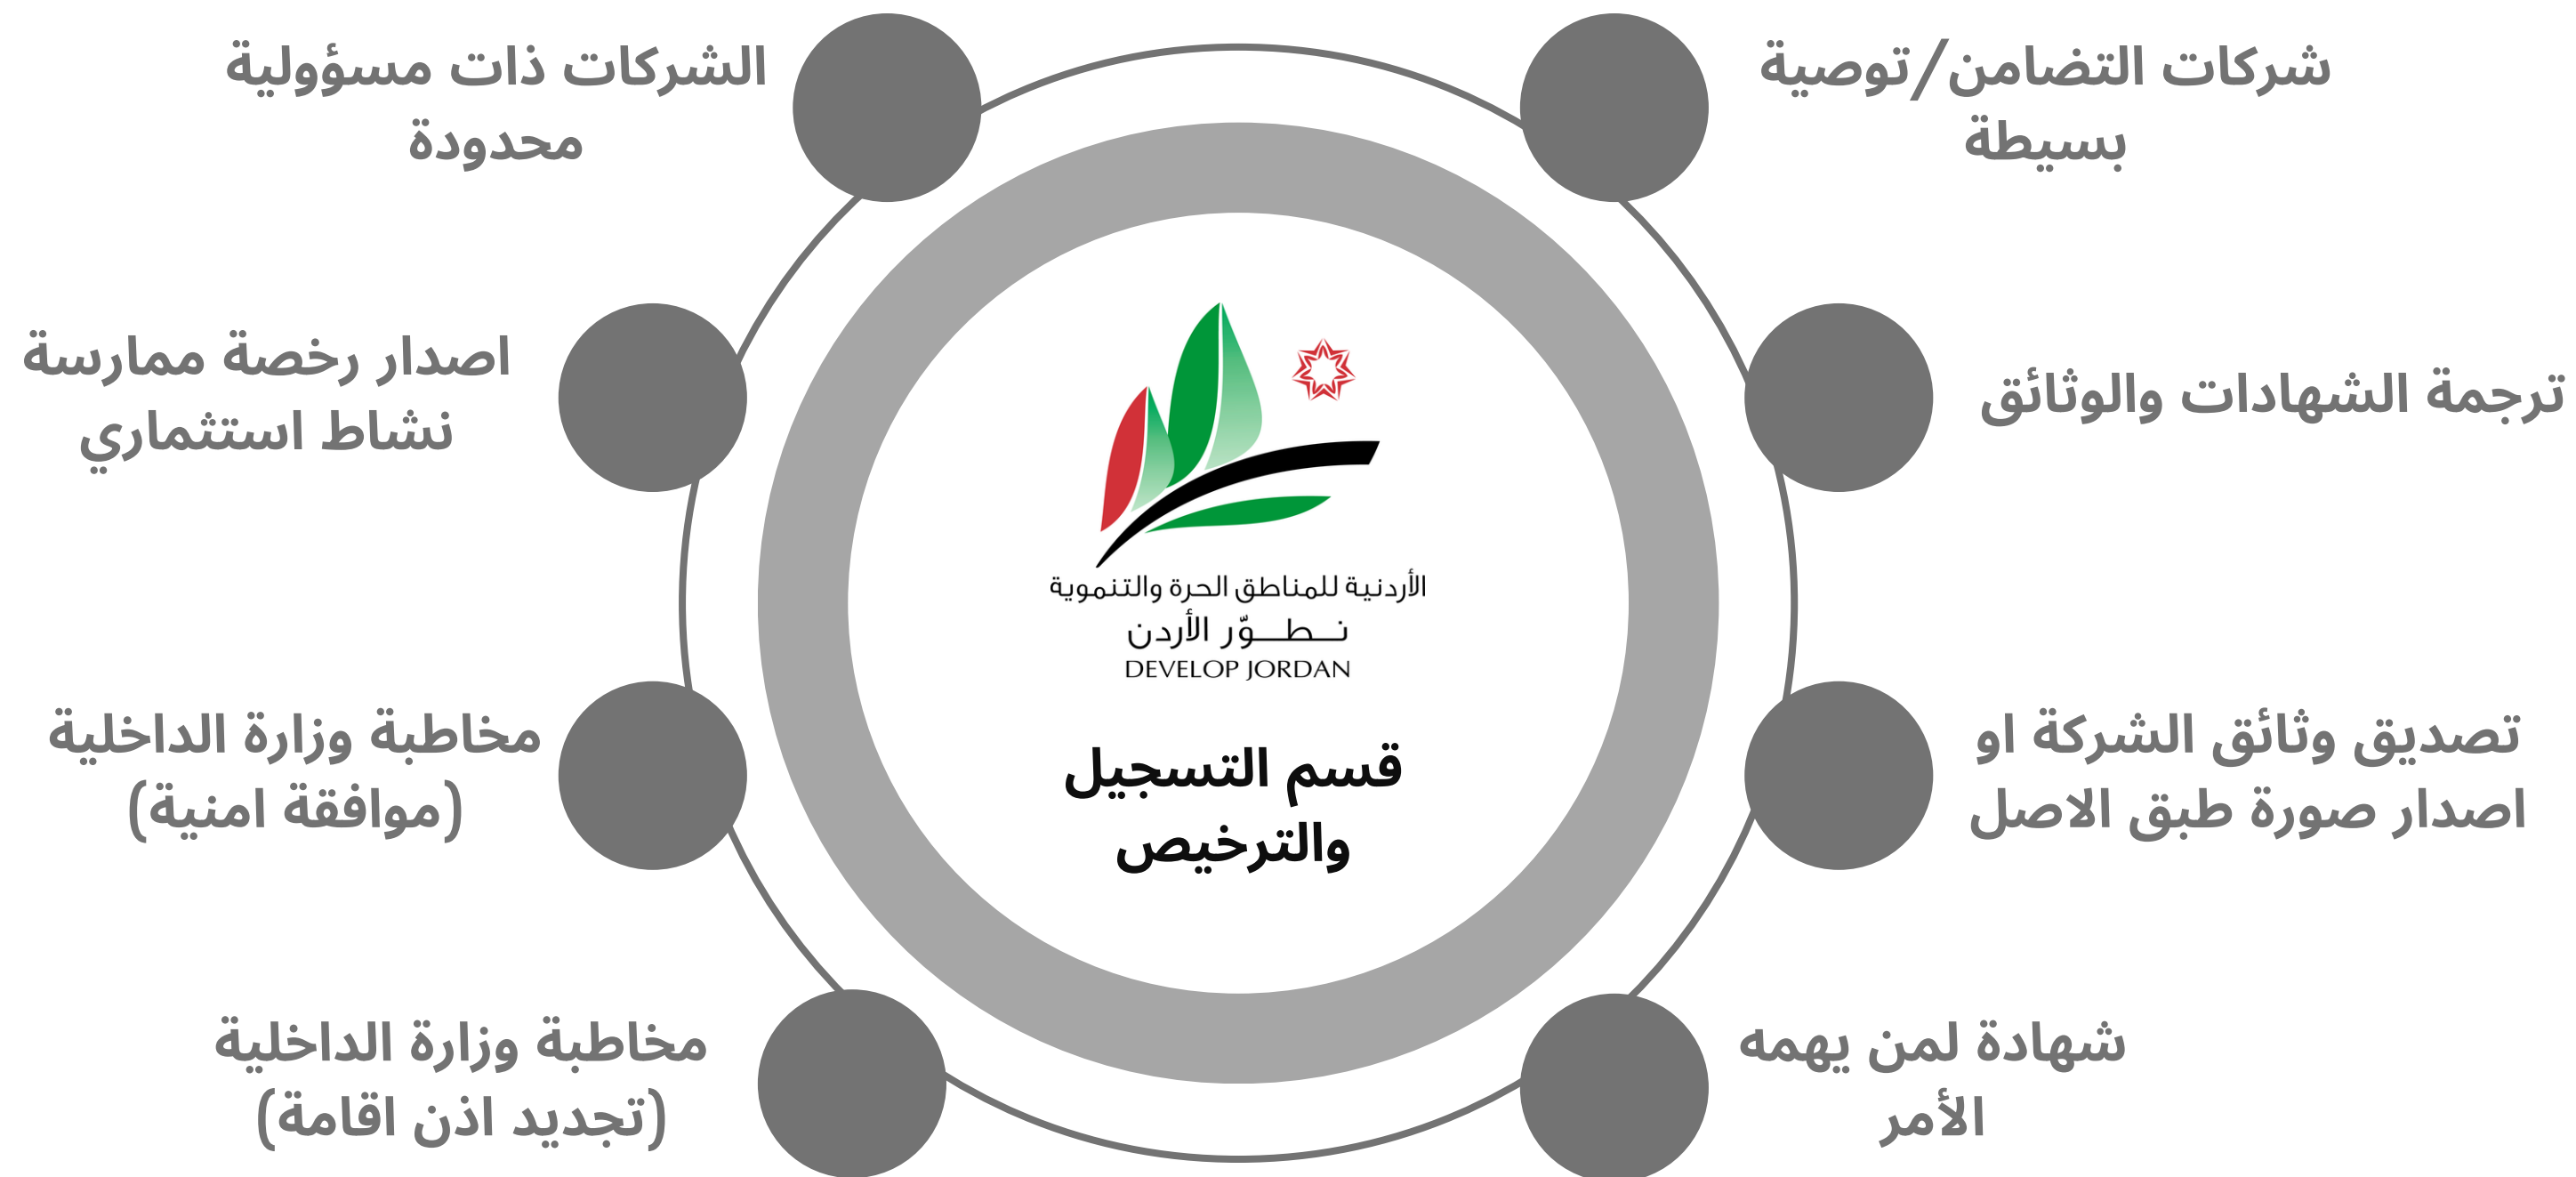 شركات التضامن/توصية
بسيطة
الشركات ذات مسؤولية
محدودة
ترجمة الشهادات والوثائق
اصدار رخصة ممارسة
نشاط استثماري
الأردنية للمناطق الحرة والتنموية
نـطـوّر الأردن
DEVELOP JORDAN
قسم التسجيل
والترخيص
تصديق وثائق الشركة او
اصدار صورة طبق الاصل
مخاطبة وزارة الداخلية
(موافقة امنية)
شهادة لمن يهمه
الأمر
مخاطبة وزارة الداخلية
(تجديد اذن اقامة)